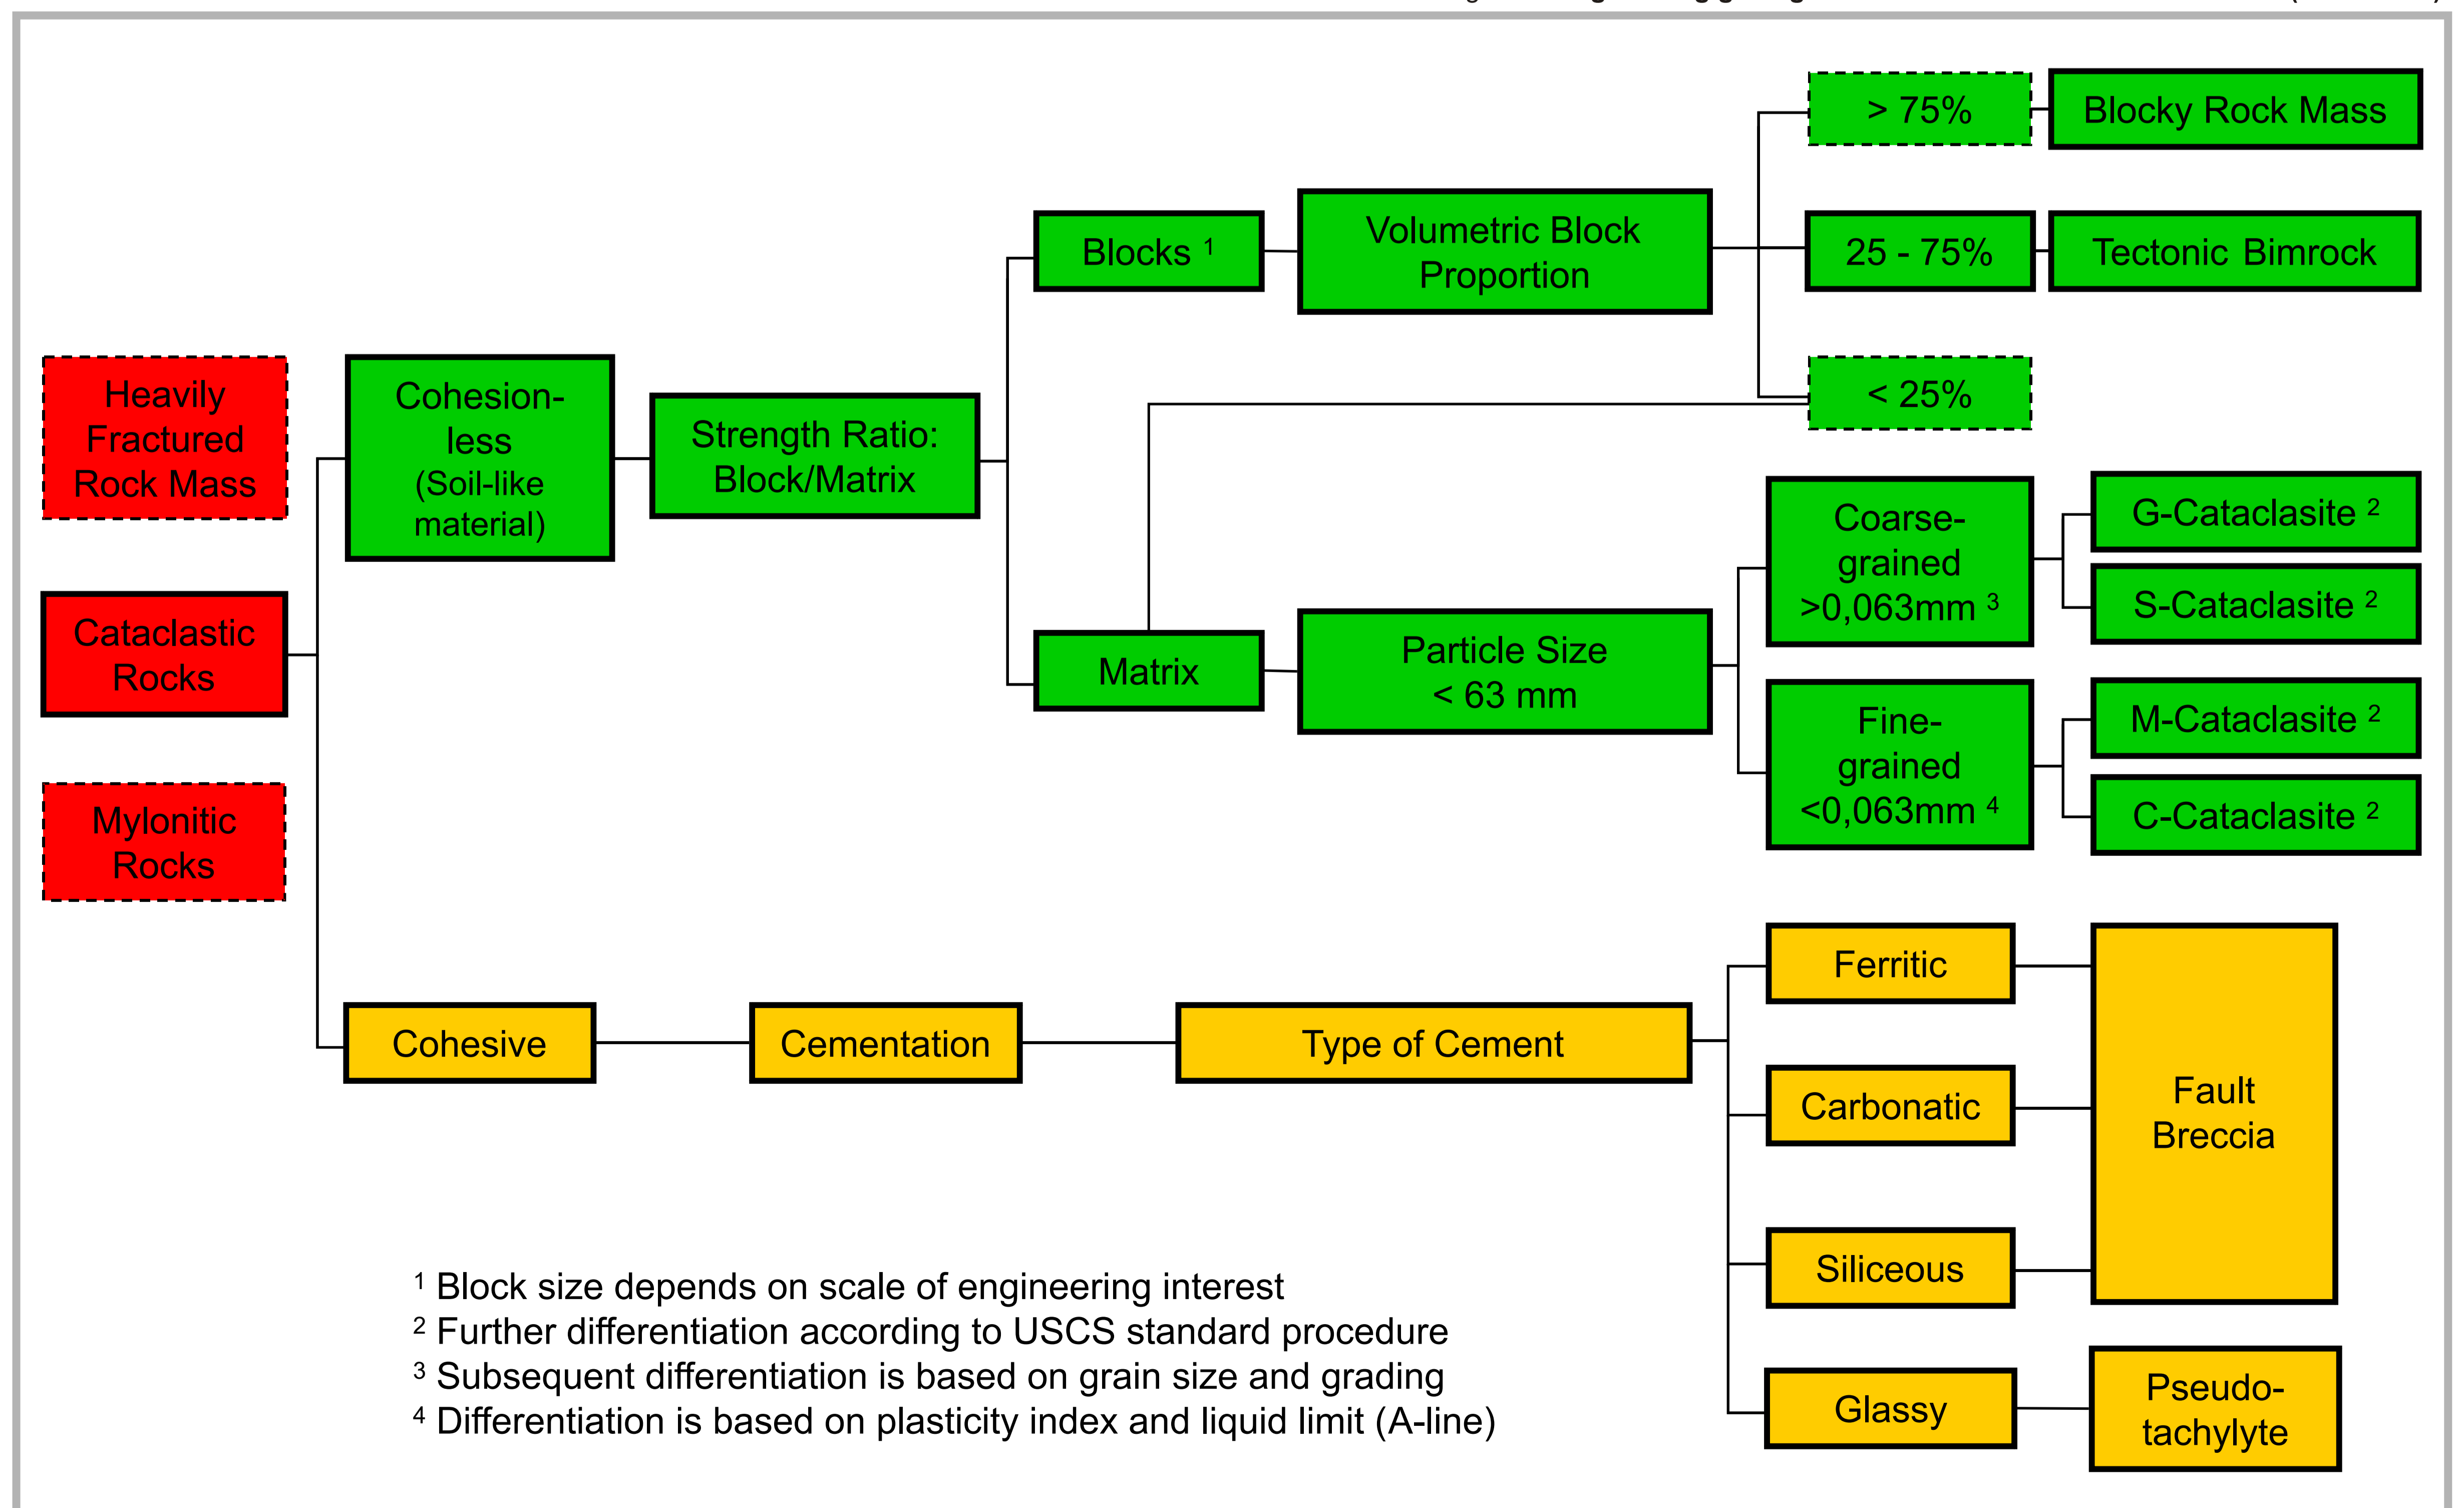 > 75%
Blocky Rock Mass
Blocks ¹
Volumetric Block
Proportion
25 - 75%
Tectonic Bimrock
< 25%
Heavily
Fractured
Rock Mass
Cohesion-
less
(Soil-like
material)
Strength Ratio:
Block/Matrix
Coarse-
grained
>0,063mm ³
G-Cataclasite ²
S-Cataclasite ²
Cataclastic
Rocks
Matrix
Particle Size
< 63 mm
Fine-
grained
<0,063mm ⁴
M-Cataclasite ²
C-Cataclasite ²
Mylonitic
Rocks
Cohesive
Cementation
Type of Cement
Ferritic
Carbonatic
Siliceous
Glassy
Fault
Breccia
Pseudo-
tachylyte
¹ Block size depends on scale of engineering interest
² Further differentiation according to USCS standard procedure
³ Subsequent differentiation is based on grain size and grading
⁴ Differentiation is based on plasticity index and liquid limit (A-line)